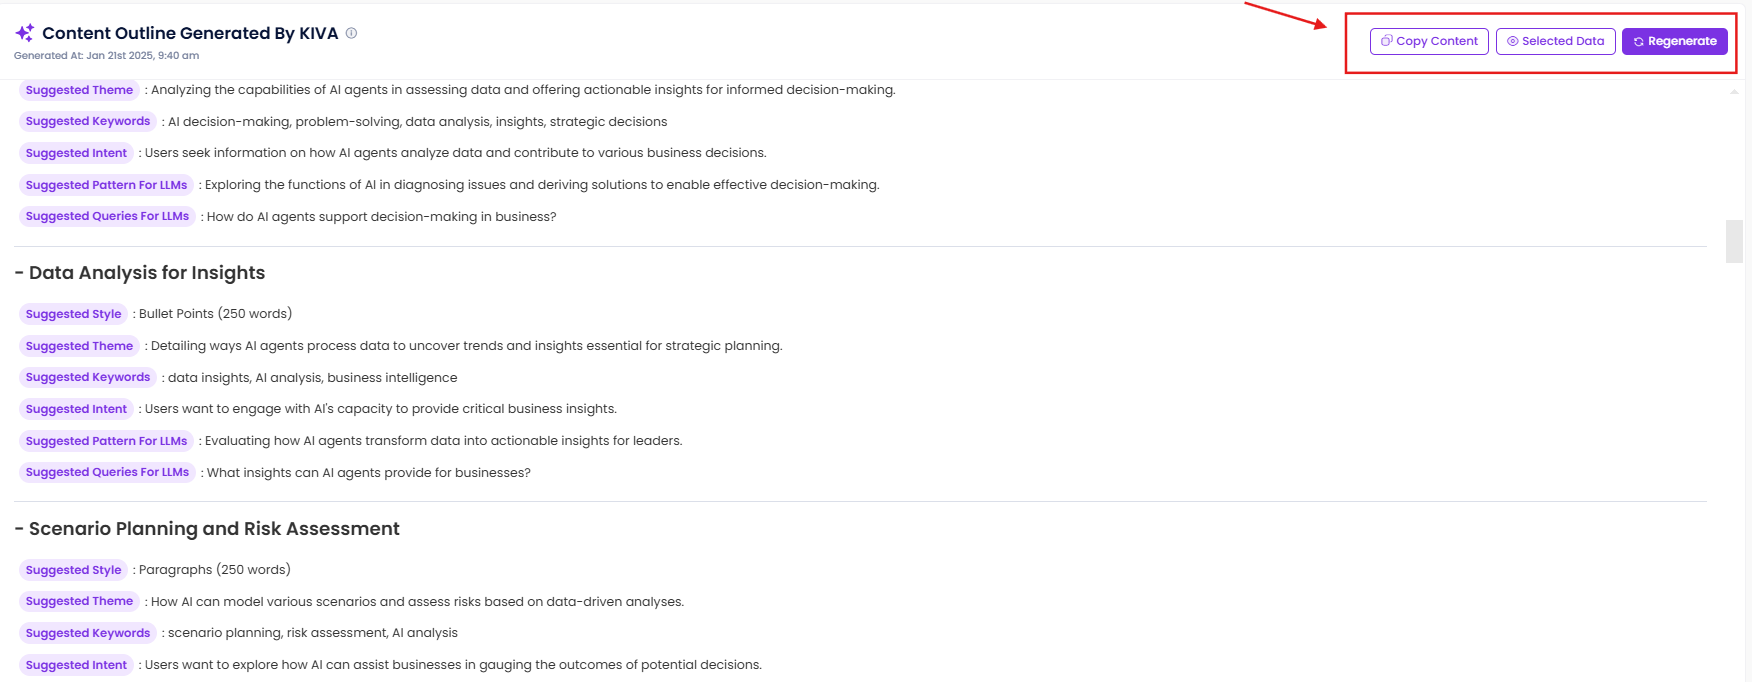 Content Outline Generated By KIVA
Generated At: Jan 21st 2025, 9:40 am
Copy Content
Selected Data
Regenerate
Suggested Theme : Analyzing the capabilities of AI agents in assessing data and offering actionable insights for informed decision-making.
Suggested Keywords : AI decision-making, problem-solving, data analysis, insights, strategic decisions
Suggested Intent : Users seek information on how AI agents analyze data and contribute to various business decisions.
Suggested Pattern For LLMs : Exploring the functions of AI in diagnosing issues and deriving solutions to enable effective decision-making.
Suggested Queries For LLMs : How do AI agents support decision-making in business?
- Data Analysis for Insights
Suggested Style : Bullet Points (250 words)
Suggested Theme : Detailing ways AI agents process data to uncover trends and insights essential for strategic planning.
Suggested Keywords : data insights, AI analysis, business intelligence
Suggested Intent : Users want to engage with AI's capacity to provide critical business insights.
Suggested Pattern For LLMs : Evaluating how AI agents transform data into actionable insights for leaders.
Suggested Queries For LLMs : What insights can AI agents provide for businesses?
- Scenario Planning and Risk Assessment
Suggested Style : Paragraphs (250 words)
Suggested Theme : How AI can model various scenarios and assess risks based on data-driven analyses.
Suggested Keywords : scenario planning, risk assessment, AI analysis
Suggested Intent : Users want to explore how AI can assist businesses in gauging the outcomes of potential decisions.